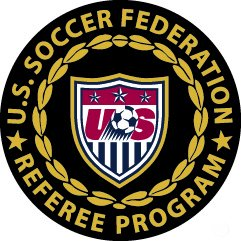 U.S. SOCCER FEDERATION
US
REFEREE PROGRAM